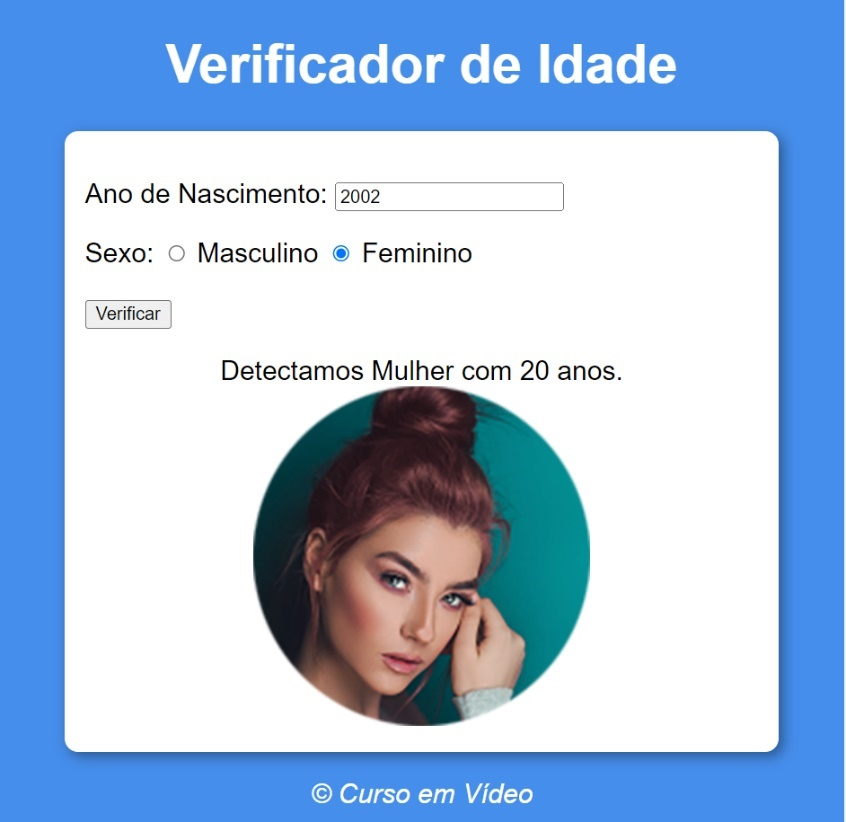 Verificador de Idade
Ano de Nascimento: 2002
Sexo: Masculino Feminino
Verificar
Detectamos Mulher com 20 anos.
© Curso em Vídeo